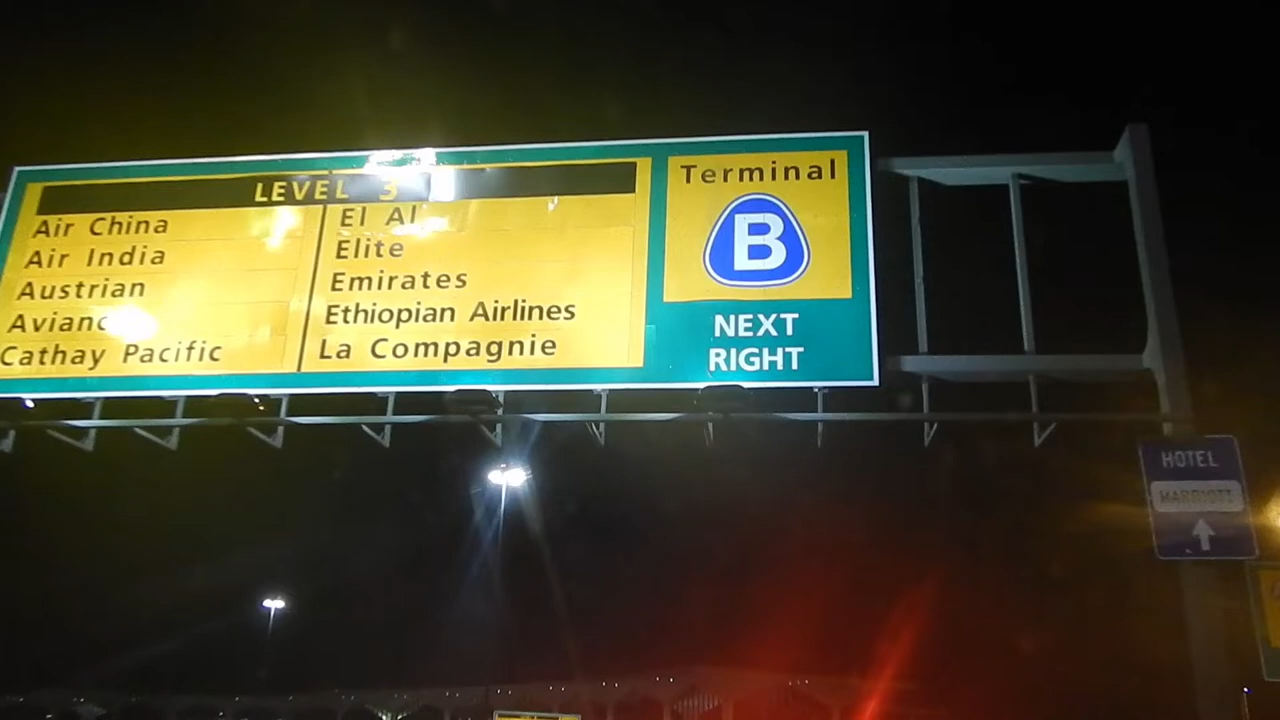 LEVEL 3
Air China
Air India
Austrian
Cathay Pacific
El Al
Elite
Emirates
Ethiopian Airlines
La Compagnie
Terminal
B
NEXT
RIGHT
HOTEL
MARRIOTT